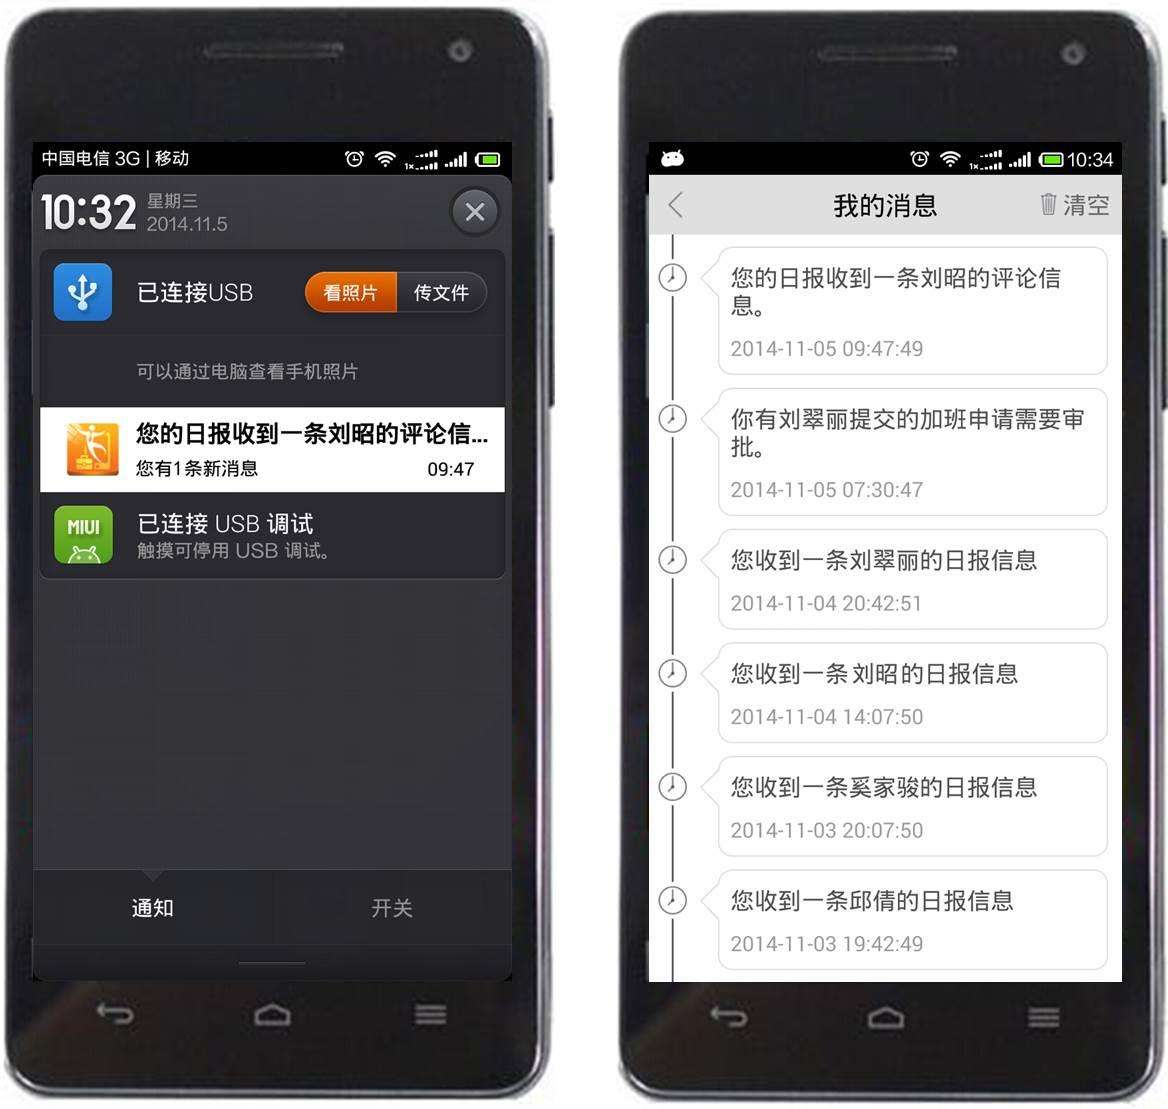 中国电信 3G | 移动
10:32
星期三
2014.11.5
已连接USB
看照片
传文件
可以通过电脑查看手机照片
您的日报收到一条刘昭的评论信...
您有1条新消息
09:47
MIUI
已连接 USB 调试
触摸可停用 USB 调试。
通知
开关
1x
10:34
我的消息
清空
您的日报收到一条刘昭的评论信
息。
2014-11-05 09:47:49
你有刘翠丽提交的加班申请需要审
批。
2014-11-05 07:30:47
您收到一条刘翠丽的日报信息
2014-11-04 20:42:51
您收到一条刘昭的日报信息
2014-11-04 14:07:50
您收到一条奚家骏的日报信息
2014-11-03 20:07:50
您收到一条邱倩的日报信息
2014-11-03 19:42:49